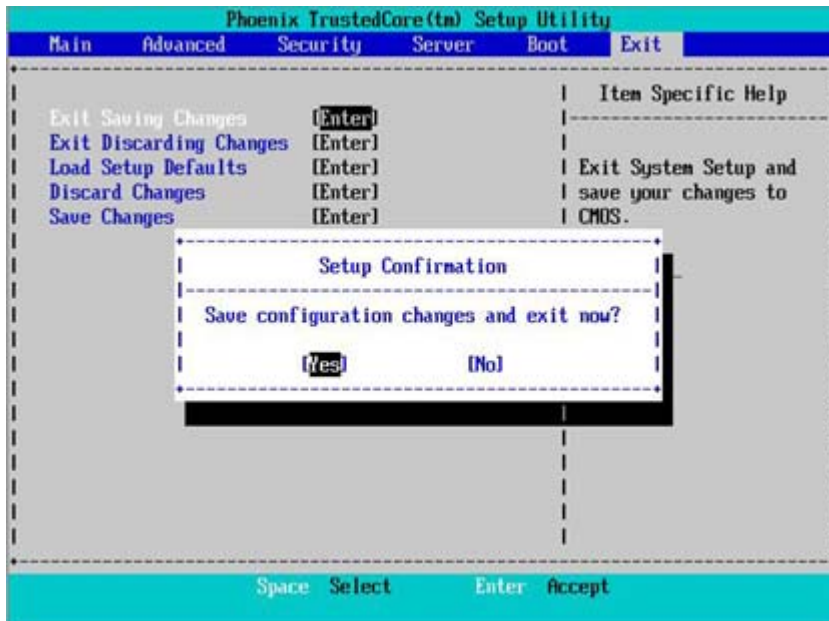 Phoenix TrustedCore(tm) Setup Utility
Main Advanced Security Server Boot Exit
Exit Saving Changes [Enter]
Exit Discarding Changes [Enter]
Load Setup Defaults [Enter]
Discard Changes [Enter]
Save Changes [Enter]
Item Specific Help
Exit System Setup and
save your changes to
CMOS.
Setup Confirmation
Save configuration changes and exit now?
[Yes] [No]
Space Select Enter Accept